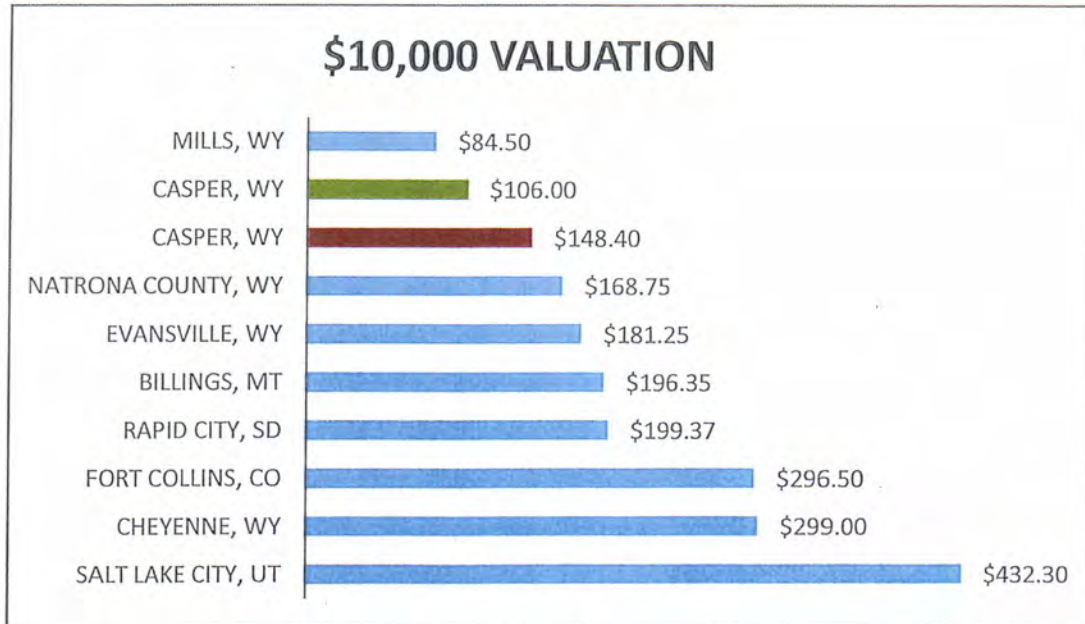 $10,000 VALUATION
MILLS, WY $84.50
CASPER, WY $106.00
CASPER, WY $148.40
NATRONA COUNTY, WY $168.75
EVANSVILLE, WY $181.25
BILLINGS, MT $196.35
RAPID CITY, SD $199.37
FORT COLLINS, CO $296.50
CHEYENNE, WY $299.00
SALT LAKE CITY, UT $432.30